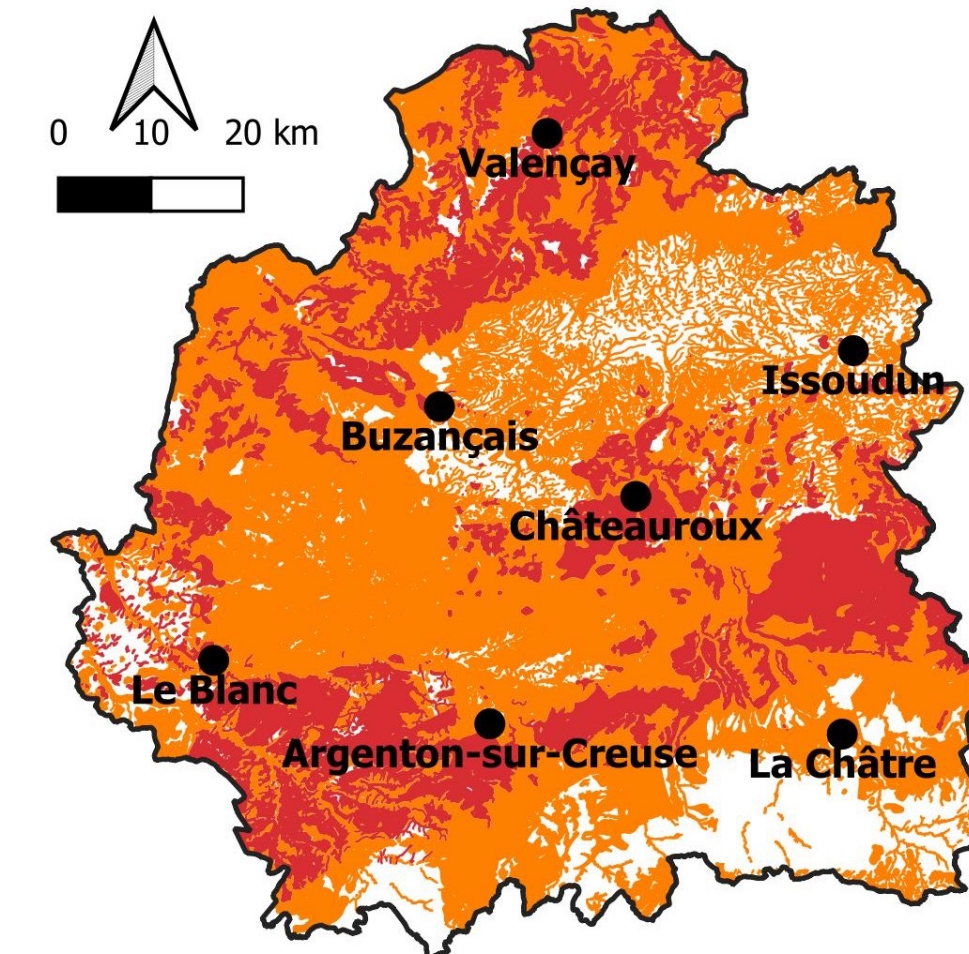 0 10 20 km
Valençay
Issoudun
Buzançais
Châteauroux
Le Blanc
Argenton-sur-Creuse
La Châtre